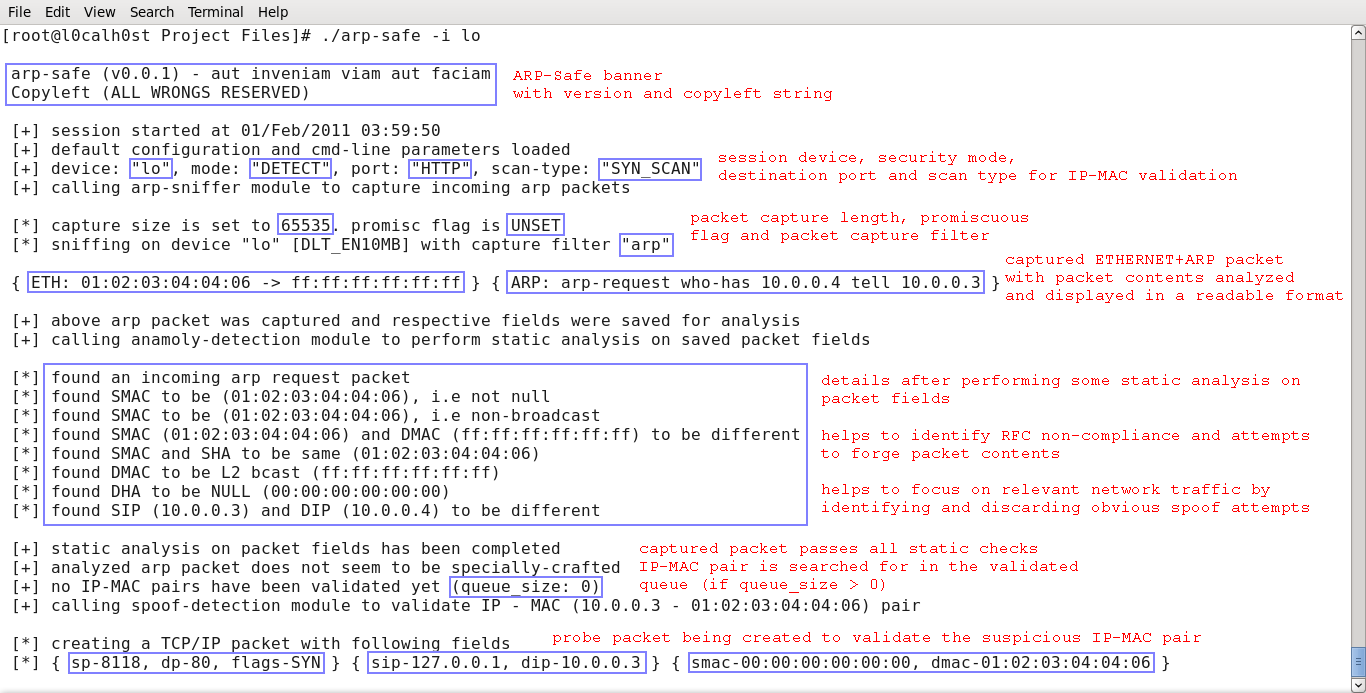 File Edit View Search Terminal Help
[root@l0calh0st Project Files]# ./arp-safe -i lo
arp-safe (v0.0.1) - aut inveniam viam aut faciam
Copyleft (ALL WRONGS RESERVED)
ARP-Safe banner
with version and copyleft string
[+] session started at 01/Feb/2011 03:59:50
[+] default configuration and cmd-line parameters loaded
[+] device: "lo", mode: "DETECT", port: "HTTP", scan-type: "SYN_SCAN"
[+] calling arp-sniffer module to capture incoming arp packets
session device, security mode,
destination port and scan type for IP-MAC validation
[*] capture size is set to 65535. promisc flag is UNSET
[*] sniffing on device "lo" [DLT_EN10MB] with capture filter "arp"
packet capture length, promiscuous
flag and packet capture filter
{ ETH: 01:02:03:04:04:06 -> ff:ff:ff:ff:ff:ff } { ARP: arp-request who-has 10.0.0.4 tell 10.0.0.3 }
captured ETHERNET+ARP packet
with packet contents analyzed
and displayed in a readable format
[+] above arp packet was captured and respective fields were saved for analysis
[+] calling anamoly-detection module to perform static analysis on saved packet fields
[*] found an incoming arp request packet
[*] found SMAC to be (01:02:03:04:04:06), i.e not null
[*] found SMAC to be (01:02:03:04:04:06), i.e non-broadcast
[*] found SMAC (01:02:03:04:04:06) and DMAC (ff:ff:ff:ff:ff:ff) to be different
[*] found SMAC and SHA to be same (01:02:03:04:04:06)
[*] found DMAC to be L2 bcast (ff:ff:ff:ff:ff:ff)
[*] found DHA to be NULL (00:00:00:00:00:00)
[*] found SIP (10.0.0.3) and DIP (10.0.0.4) to be different
details after performing some static analysis on
packet fields
helps to identify RFC non-compliance and attempts
to forge packet contents
helps to focus on relevant network traffic by
identifying and discarding obvious spoof attempts
[+] static analysis on packet fields has been completed
[+] analyzed arp packet does not seem to be specially-crafted
[+] no IP-MAC pairs have been validated yet (queue_size: 0)
[+] calling spoof-detection module to validate IP - MAC (10.0.0.3 - 01:02:03:04:04:06) pair
captured packet passes all static checks
IP-MAC pair is searched for in the validated
queue (if queue_size > 0)
[*] creating a TCP/IP packet with following fields
probe packet being created to validate the suspicious IP-MAC pair
[*] { sp-8118, dp-80, flags-SYN } { sip-127.0.0.1, dip-10.0.0.3 } { smac-00:00:00:00:00:00, dmac-01:02:03:04:04:06 }